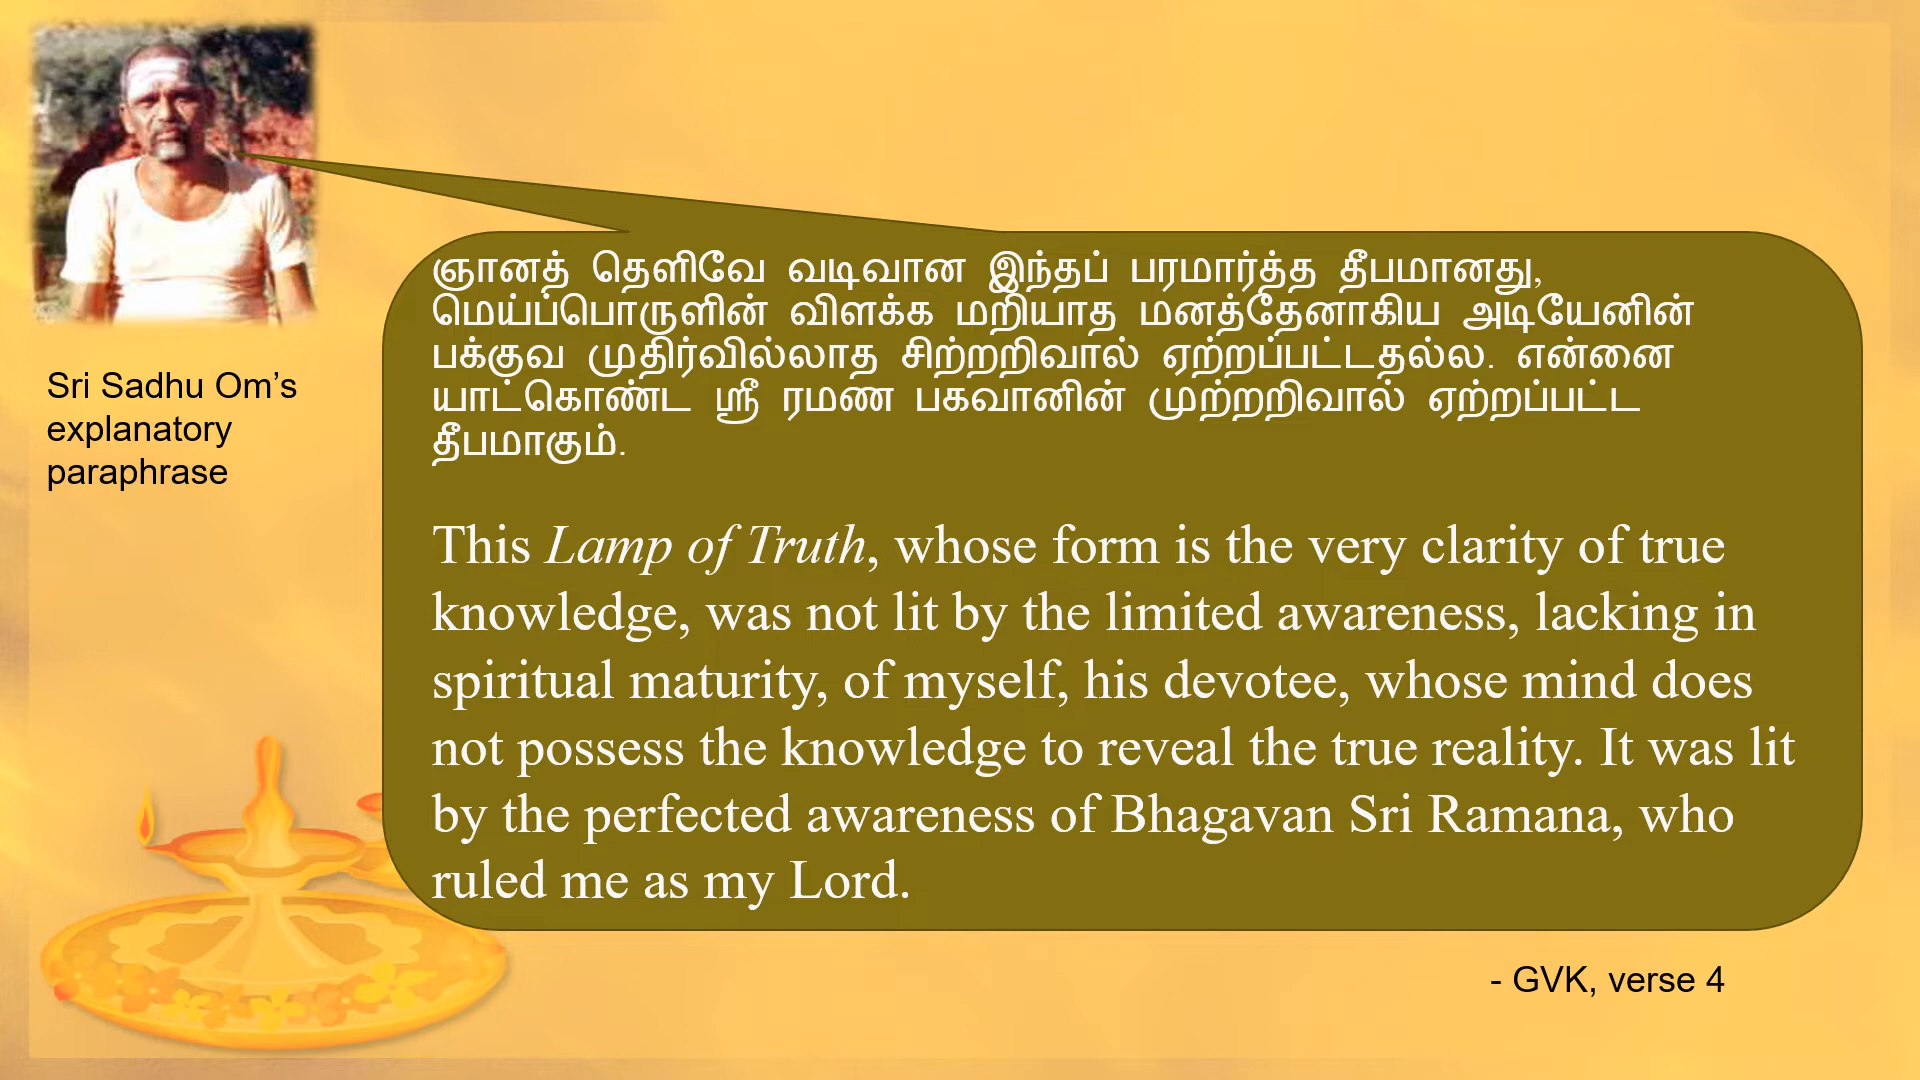 Sri Sadhu Om’s
explanatory
paraphrase
ஞானத் தெளிவே வடிவான இந்தப் பரமார்த்த தீபமானது,
மெய்ப்பொருளின் விளக்க மறியாத மனத்தேனாகிய அடியேனின்
பக்குவ முதிர்வில்லாத சிற்றறிவால் ஏற்றப்பட்டதல்ல. என்னை
யாட்கொண்ட ஸ்ரீ ரமண பகவானின் முற்றறிவால் ஏற்றப்பட்ட
தீபமாகும்.
This Lamp of Truth, whose form is the very clarity of true
knowledge, was not lit by the limited awareness, lacking in
spiritual maturity, of myself, his devotee, whose mind does
not possess the knowledge to reveal the true reality. It was lit
by the perfected awareness of Bhagavan Sri Ramana, who
ruled me as my Lord.
- GVK, verse 4